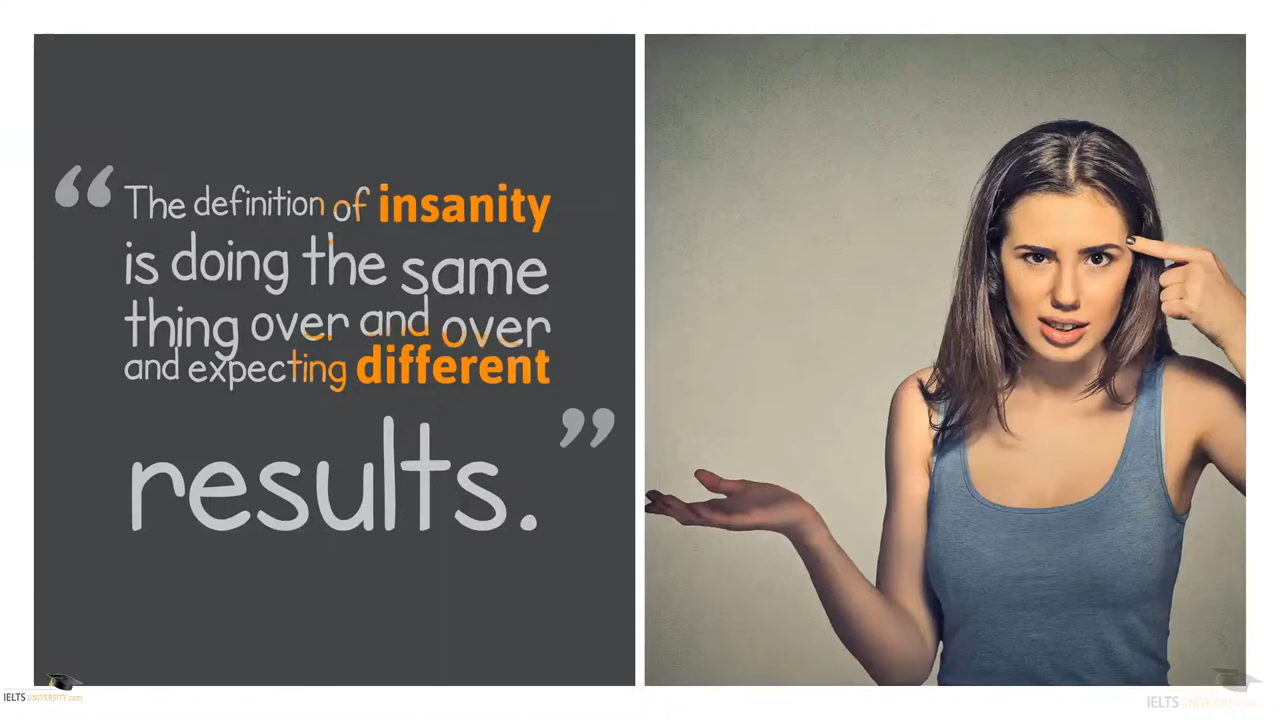 “ The definition of insanity
is doing the same
thing over and over
and expecting different
results. ”
IELTS UNIVERSITY.com
IELTS UNIVERSITY.com